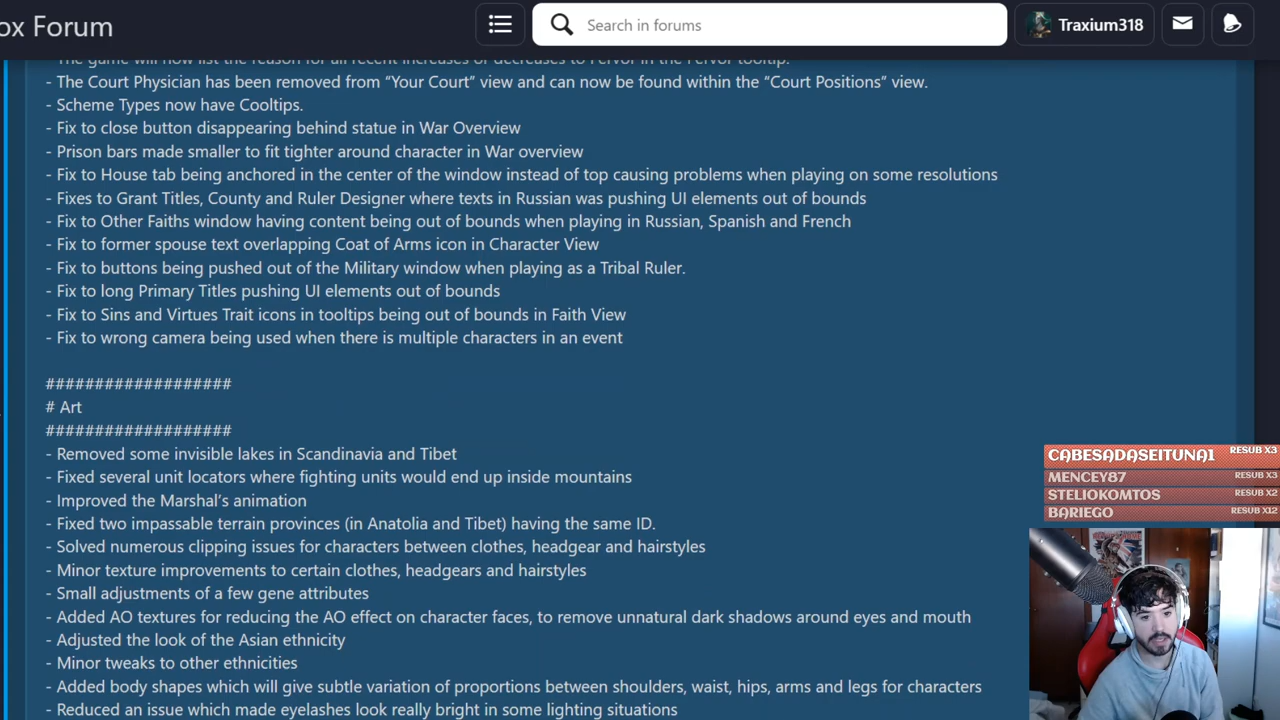 ox Forum
Search in forums
Traxium318
- The game will now list the reason for all recent increases or decreases to Fervor in the Fervor tooltip.
- The Court Physician has been removed from “Your Court” view and can now be found within the “Court Positions” view.
- Scheme Types now have Cooltips.
- Fix to close button disappearing behind statue in War Overview
- Prison bars made smaller to fit tighter around character in War overview
- Fix to House tab being anchored in the center of the window instead of top causing problems when playing on some resolutions
- Fixes to Grant Titles, County and Ruler Designer where texts in Russian was pushing UI elements out of bounds
- Fix to Other Faiths window having content being out of bounds when playing in Russian, Spanish and French
- Fix to former spouse text overlapping Coat of Arms icon in Character View
- Fix to buttons being pushed out of the Military window when playing as a Tribal Ruler.
- Fix to long Primary Titles pushing UI elements out of bounds
- Fix to Sins and Virtues Trait icons in tooltips being out of bounds in Faith View
- Fix to wrong camera being used when there is multiple characters in an event
###################
# Art
###################
- Removed some invisible lakes in Scandinavia and Tibet
- Fixed several unit locators where fighting units would end up inside mountains
- Improved the Marshal’s animation
- Fixed two impassable terrain provinces (in Anatolia and Tibet) having the same ID.
- Solved numerous clipping issues for characters between clothes, headgear and hairstyles
- Minor texture improvements to certain clothes, headgears and hairstyles
- Small adjustments of a few gene attributes
- Added AO textures for reducing the AO effect on character faces, to remove unnatural dark shadows around eyes and mouth
- Adjusted the look of the Asian ethnicity
- Minor tweaks to other ethnicities
- Added body shapes which will give subtle variation of proportions between shoulders, waist, hips, arms and legs for characters
- Reduced an issue which made eyelashes look really bright in some lighting situations
CABESADASEITUNA1 RESUB X3
MENCEY87 RESUB X3
STELIOKOMTOS RESUB X2
BARIEGO RESUB X12